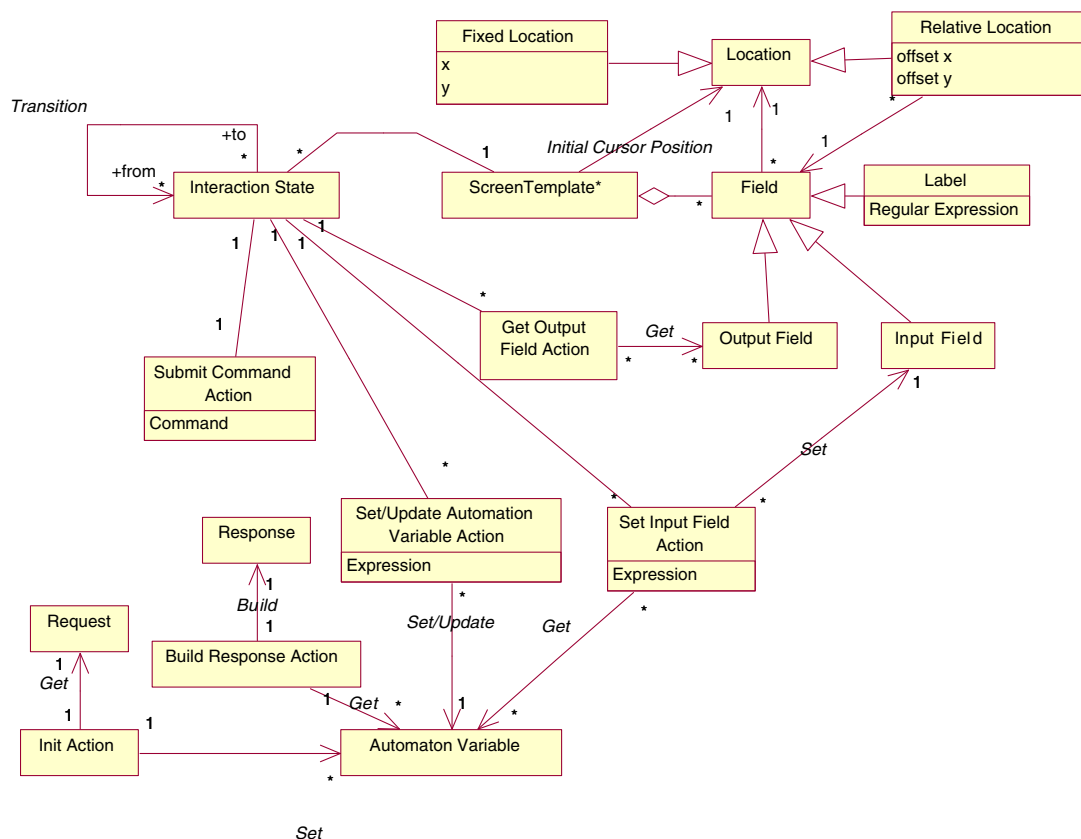 Fixed Location
x
y
Location
Relative Location
offset x
offset y
Transition
+to
*
+from
*
*
1
1
1
*
1
Initial Cursor Position
*
Interaction State
ScreenTemplate*
*
Field
Label
Regular Expression
1
1
1
1
*
1
Get Output
Field Action
Get
*
*
Output Field
Input Field
1
Submit Command
Action
Command
Set
*
*
*
Set/Update Automation
Variable Action
Expression
Set Input Field
Action
Expression
Response
1
Build
1
*
Set/Update
*
Get
Request
1
Get
1
Build Response Action
1
Get
*
1
*
1
Init Action
Automaton Variable
*
Set